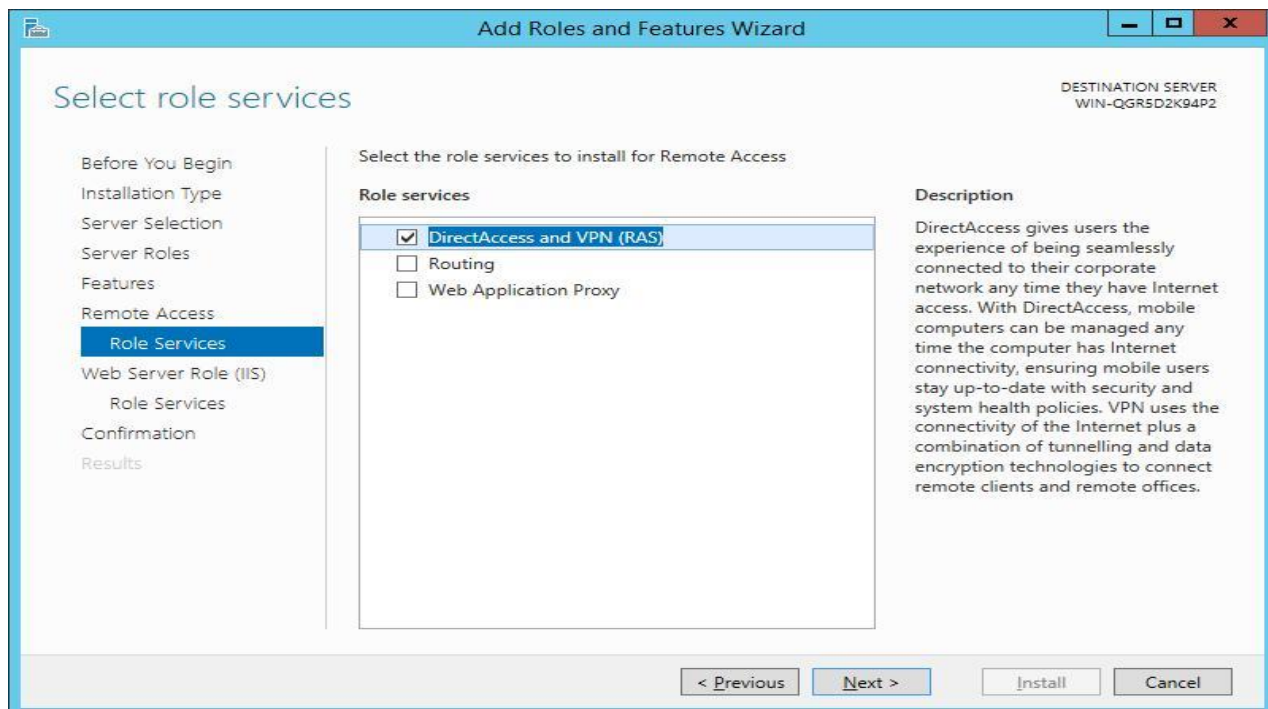 Add Roles and Features Wizard
Select role services
DESTINATION SERVER
WIN-QGR5D2K94P2
Before You Begin
Installation Type
Server Selection
Server Roles
Features
Remote Access
Role Services
Web Server Role (IIS)
Role Services
Confirmation
Results
Select the role services to install for Remote Access
Role services
DirectAccess and VPN (RAS)
Routing
Web Application Proxy
Description
DirectAccess gives users the
experience of being seamlessly
connected to their corporate
network any time they have Internet
access. With DirectAccess, mobile
computers can be managed any
time the computer has Internet
connectivity, ensuring mobile users
stay up-to-date with security and
system health policies. VPN uses the
connectivity of the Internet plus a
combination of tunnelling and data
encryption technologies to connect
remote clients and remote offices.
< Previous
Next >
Install
Cancel